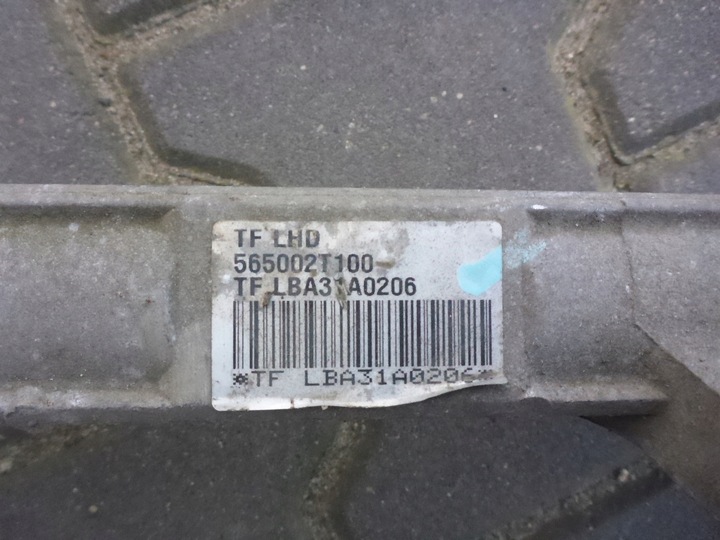 TF LHD
565002T100
TF LBA31A0206
*TF LBA31A0206*